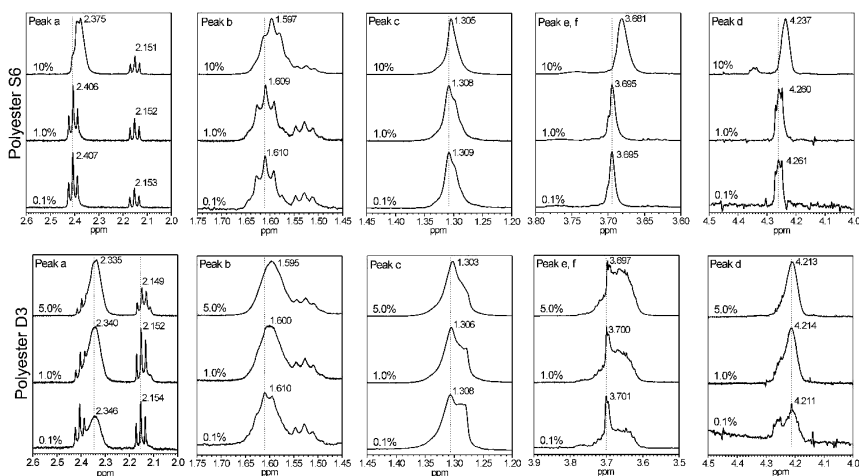 Polyester S6
Peak a
2.375
2.151
10%
2.406
2.152
1.0%
2.407
2.153
0.1%
2.6 2.5 2.4 2.3 2.2 2.1 2.0
ppm
Peak b
1.597
10%
1.609
1.0%
1.610
0.1%
1.75 1.70 1.65 1.60 1.55 1.50 1.45
ppm
Peak c
1.305
10%
1.308
1.0%
1.309
0.1%
1.45 1.40 1.35 1.30 1.25 1.20
ppm
Peak e, f
3.681
10%
3.695
1.0%
3.695
0.1%
3.80 3.75 3.70 3.65 3.60
ppm
Peak d
4.237
10%
4.260
1.0%
4.261
0.1%
4.5 4.4 4.3 4.2 4.1 4.0
ppm
Polyester D3
Peak a
2.335
2.149
5.0%
2.340
2.152
1.0%
2.346
2.154
0.1%
2.6 2.5 2.4 2.3 2.2 2.1 2.0
ppm
Peak b
1.595
5.0%
1.600
1.0%
1.610
0.1%
1.75 1.70 1.65 1.60 1.55 1.50 1.45
ppm
Peak c
1.303
5.0%
1.306
1.0%
1.308
0.1%
1.45 1.40 1.35 1.30 1.25 1.20
ppm
Peak e, f
3.697
5.0%
3.700
1.0%
3.701
0.1%
3.9 3.8 3.7 3.6 3.5
ppm
Peak d
4.213
5.0%
4.214
1.0%
4.211
0.1%
4.5 4.4 4.3 4.2 4.1 4.0
ppm